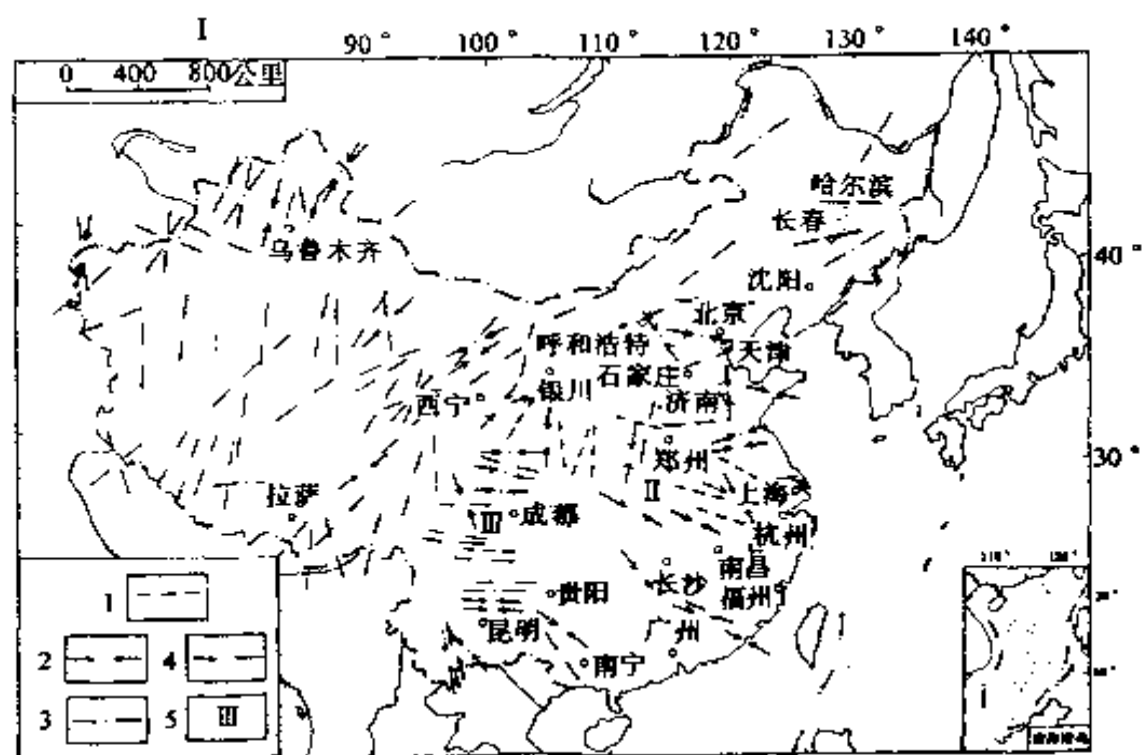 I
90° 100° 110° 120° 130° 140°
0 400 800公里
哈尔滨
长春
乌鲁木齐
40°
沈阳
北京
呼和浩特
天津
石家庄
银川
西宁
济南
郑州
30°
拉萨
II
上海
III
成都
杭州
南昌
长沙
贵阳
福州
昆明
广州
南宁
1
2
4
3
5
III